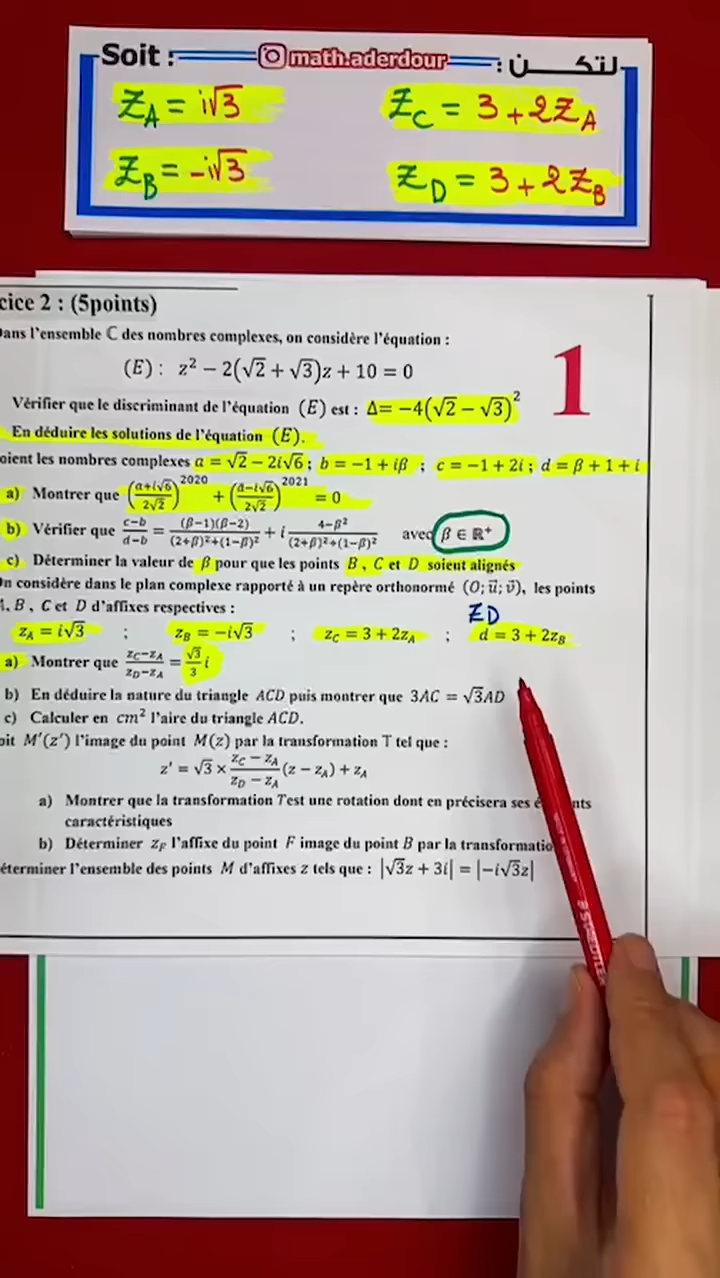 Soit : math.aderdour لتكن :
Z_A = i√3 Z_C = 3 + 2Z_A
Z_B = -i√3 Z_D = 3 + 2Z_B
cice 2 : (5points)
Dans l'ensemble ℂ des nombres complexes, on considère l'équation :
(E) : z² − 2(√2 + √3)z + 10 = 0
1
Vérifier que le discriminant de l'équation (E) est : Δ= −4(√2 − √3)²
En déduire les solutions de l'équation (E).
oient les nombres complexes a = √2 − 2i√6 ; b = −1 + iβ ; c = −1 + 2i ; d = β + 1 + i
a) Montrer que ((a+i√6)/(2√2))^2020 + ((a−i√6)/(2√2))^2021 = 0
b) Vérifier que (c−b)/(d−b) = ((β−1)(β−2))/((2+β)²+(1−β)²) + i (4−β²)/((2+β)²+(1−β)²) avec β ∈ ℝ⁺
c) Déterminer la valeur de β pour que les points B , C et D soient alignés
On considère dans le plan complexe rapporté à un repère orthonormé (O; u⃗; v⃗), les points
A, B , C et D d'affixes respectives :
ZD
z_A = i√3 ; z_B = −i√3 ; z_C = 3 + 2z_A ; d = 3 + 2z_B
a) Montrer que (z_C−z_A)/(z_D−z_A) = (√3/3) i
b) En déduire la nature du triangle ACD puis montrer que 3AC = √3AD
c) Calculer en cm² l'aire du triangle ACD.
oit M′(z′) l'image du point M(z) par la transformation T tel que :
z′ = √3 × (z_C − z_A)/(z_D − z_A) (z − z_A) + z_A
a) Montrer que la transformation Test une rotation dont en précisera ses é nts
caractéristiques
b) Déterminer z_F l'affixe du point F image du point B par la transformatio
éterminer l'ensemble des points M d'affixes z tels que : |√3z + 3i| = |−i√3z|
STAEDTLER